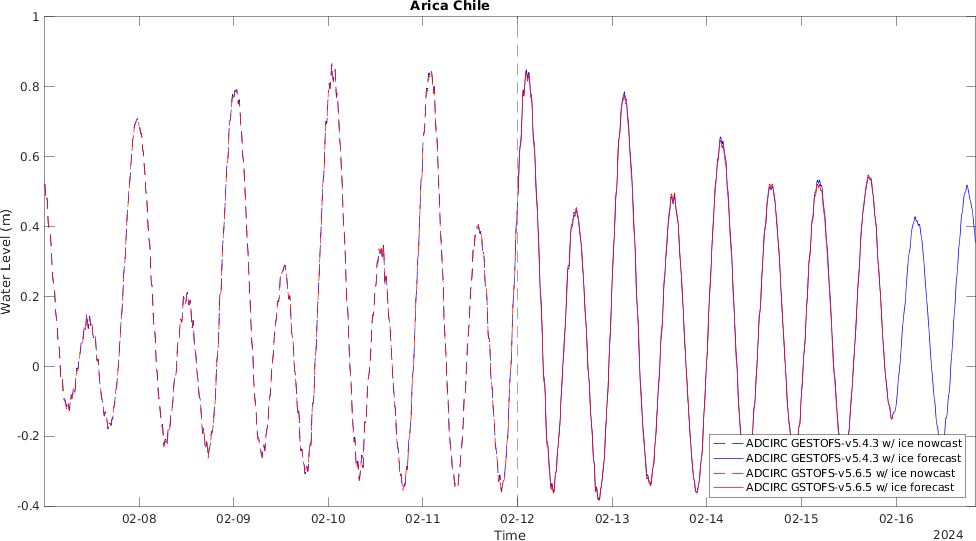 Arica Chile
Water Level (m)
1
0.8
0.6
0.4
0.2
0
-0.2
-0.4
02-08
02-09
02-10
02-11
02-12
02-13
02-14
02-15
02-16
Time
2024
ADCIRC GESTOFS-v5.4.3 w/ ice nowcast
ADCIRC GESTOFS-v5.4.3 w/ ice forecast
ADCIRC GSTOFS-v5.6.5 w/ ice nowcast
ADCIRC GSTOFS-v5.6.5 w/ ice forecast